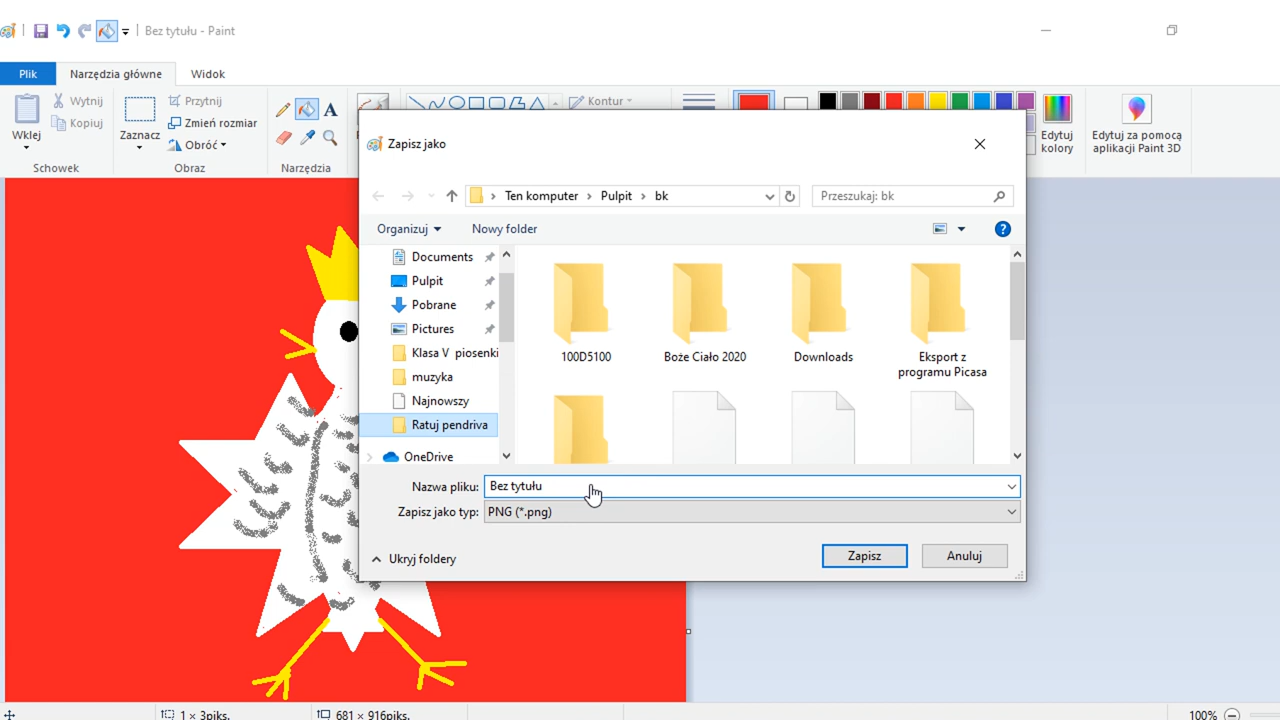 Bez tytułu - Paint
Plik
Narzędzia główne
Widok
Wklej
Wytnij
Kopiuj
Schowek
Zaznacz
Przytnij
Zmień rozmiar
Obróć
Obraz
A
Narzędzia
Kontur
Edytuj
kolory
Edytuj za pomocą
aplikacji Paint 3D
Zapisz jako
Ten komputer > Pulpit > bk
Przeszukaj: bk
Organizuj
Nowy folder
?
Documents
Pulpit
Pobrane
Pictures
Klasa V piosenki
muzyka
Najnowszy
Ratuj pendriva
OneDrive
100D5100
Boże Ciało 2020
Downloads
Eksport z
programu Picasa
Nazwa pliku: Bez tytułu
Zapisz jako typ: PNG (*.png)
Ukryj foldery
Zapisz
Anuluj
1 × 3piks.
681 × 916piks.
100%